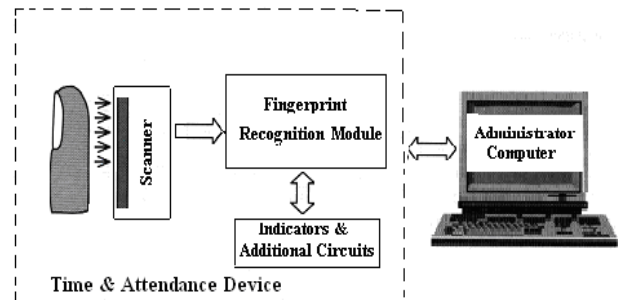 Scanner
Fingerprint
Recognition Module
Indicators &
Additional Circuits
Time & Attendance Device
Administrator
Computer